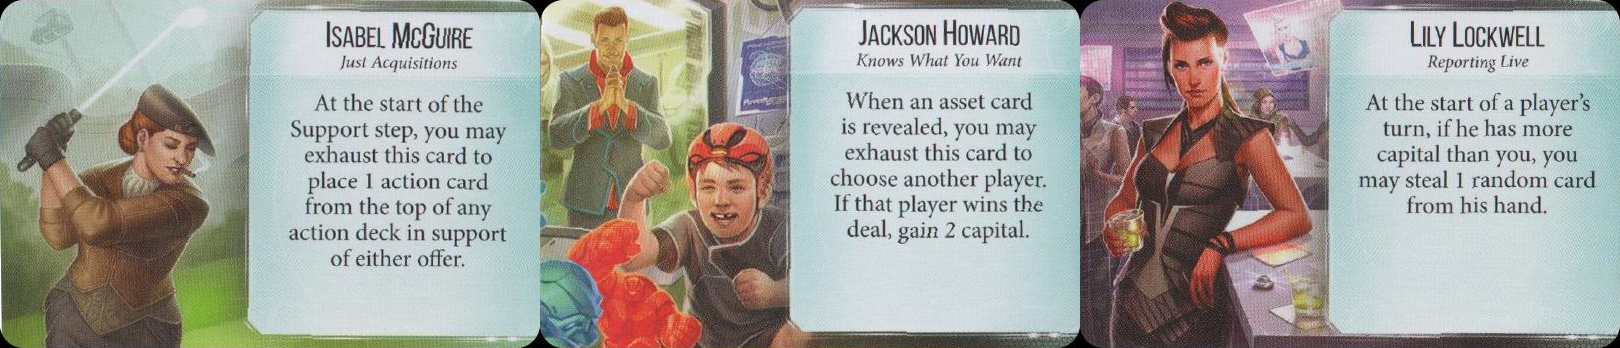 ISABEL MCGUIRE
Just Acquisitions
At the start of the
Support step, you may
exhaust this card to
place 1 action card
from the top of any
action deck in support
of either offer.
JACKSON HOWARD
Knows What You Want
When an asset card
is revealed, you may
exhaust this card to
choose another player.
If that player wins the
deal, gain 2 capital.
LILY LOCKWELL
Reporting Live
At the start of a player's
turn, if he has more
capital than you, you
may steal 1 random card
from his hand.